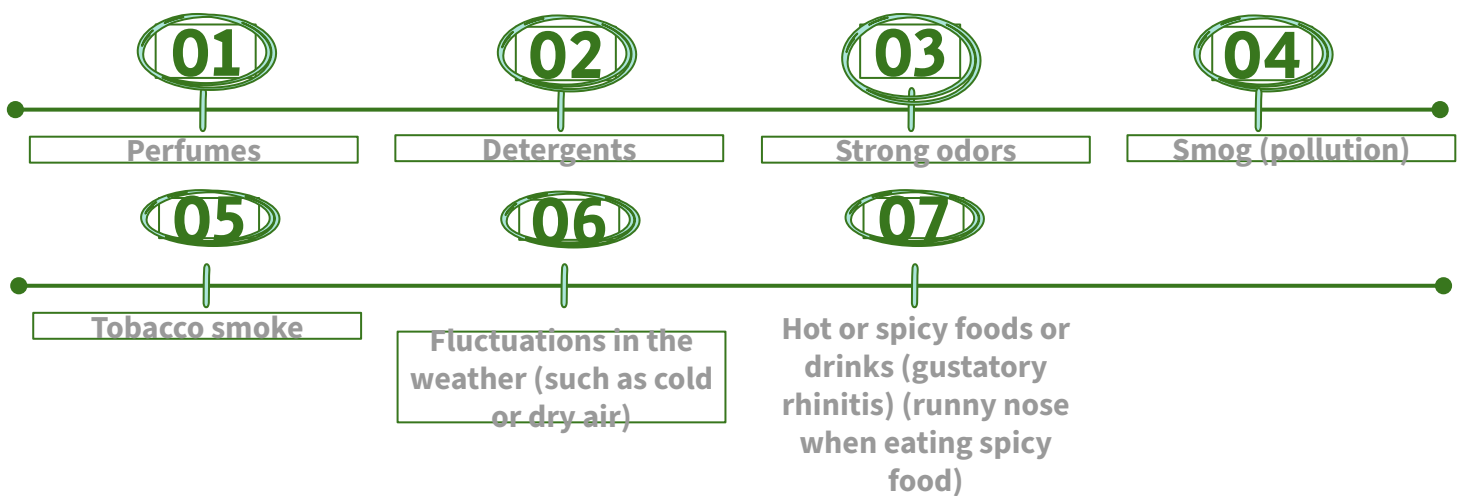 01
02
03
04
Perfumes
Detergents
Strong odors
Smog (pollution)
05
06
07
Tobacco smoke
Fluctuations in the
weather (such as cold
or dry air)
Hot or spicy foods or
drinks (gustatory
rhinitis) (runny nose
when eating spicy
food)